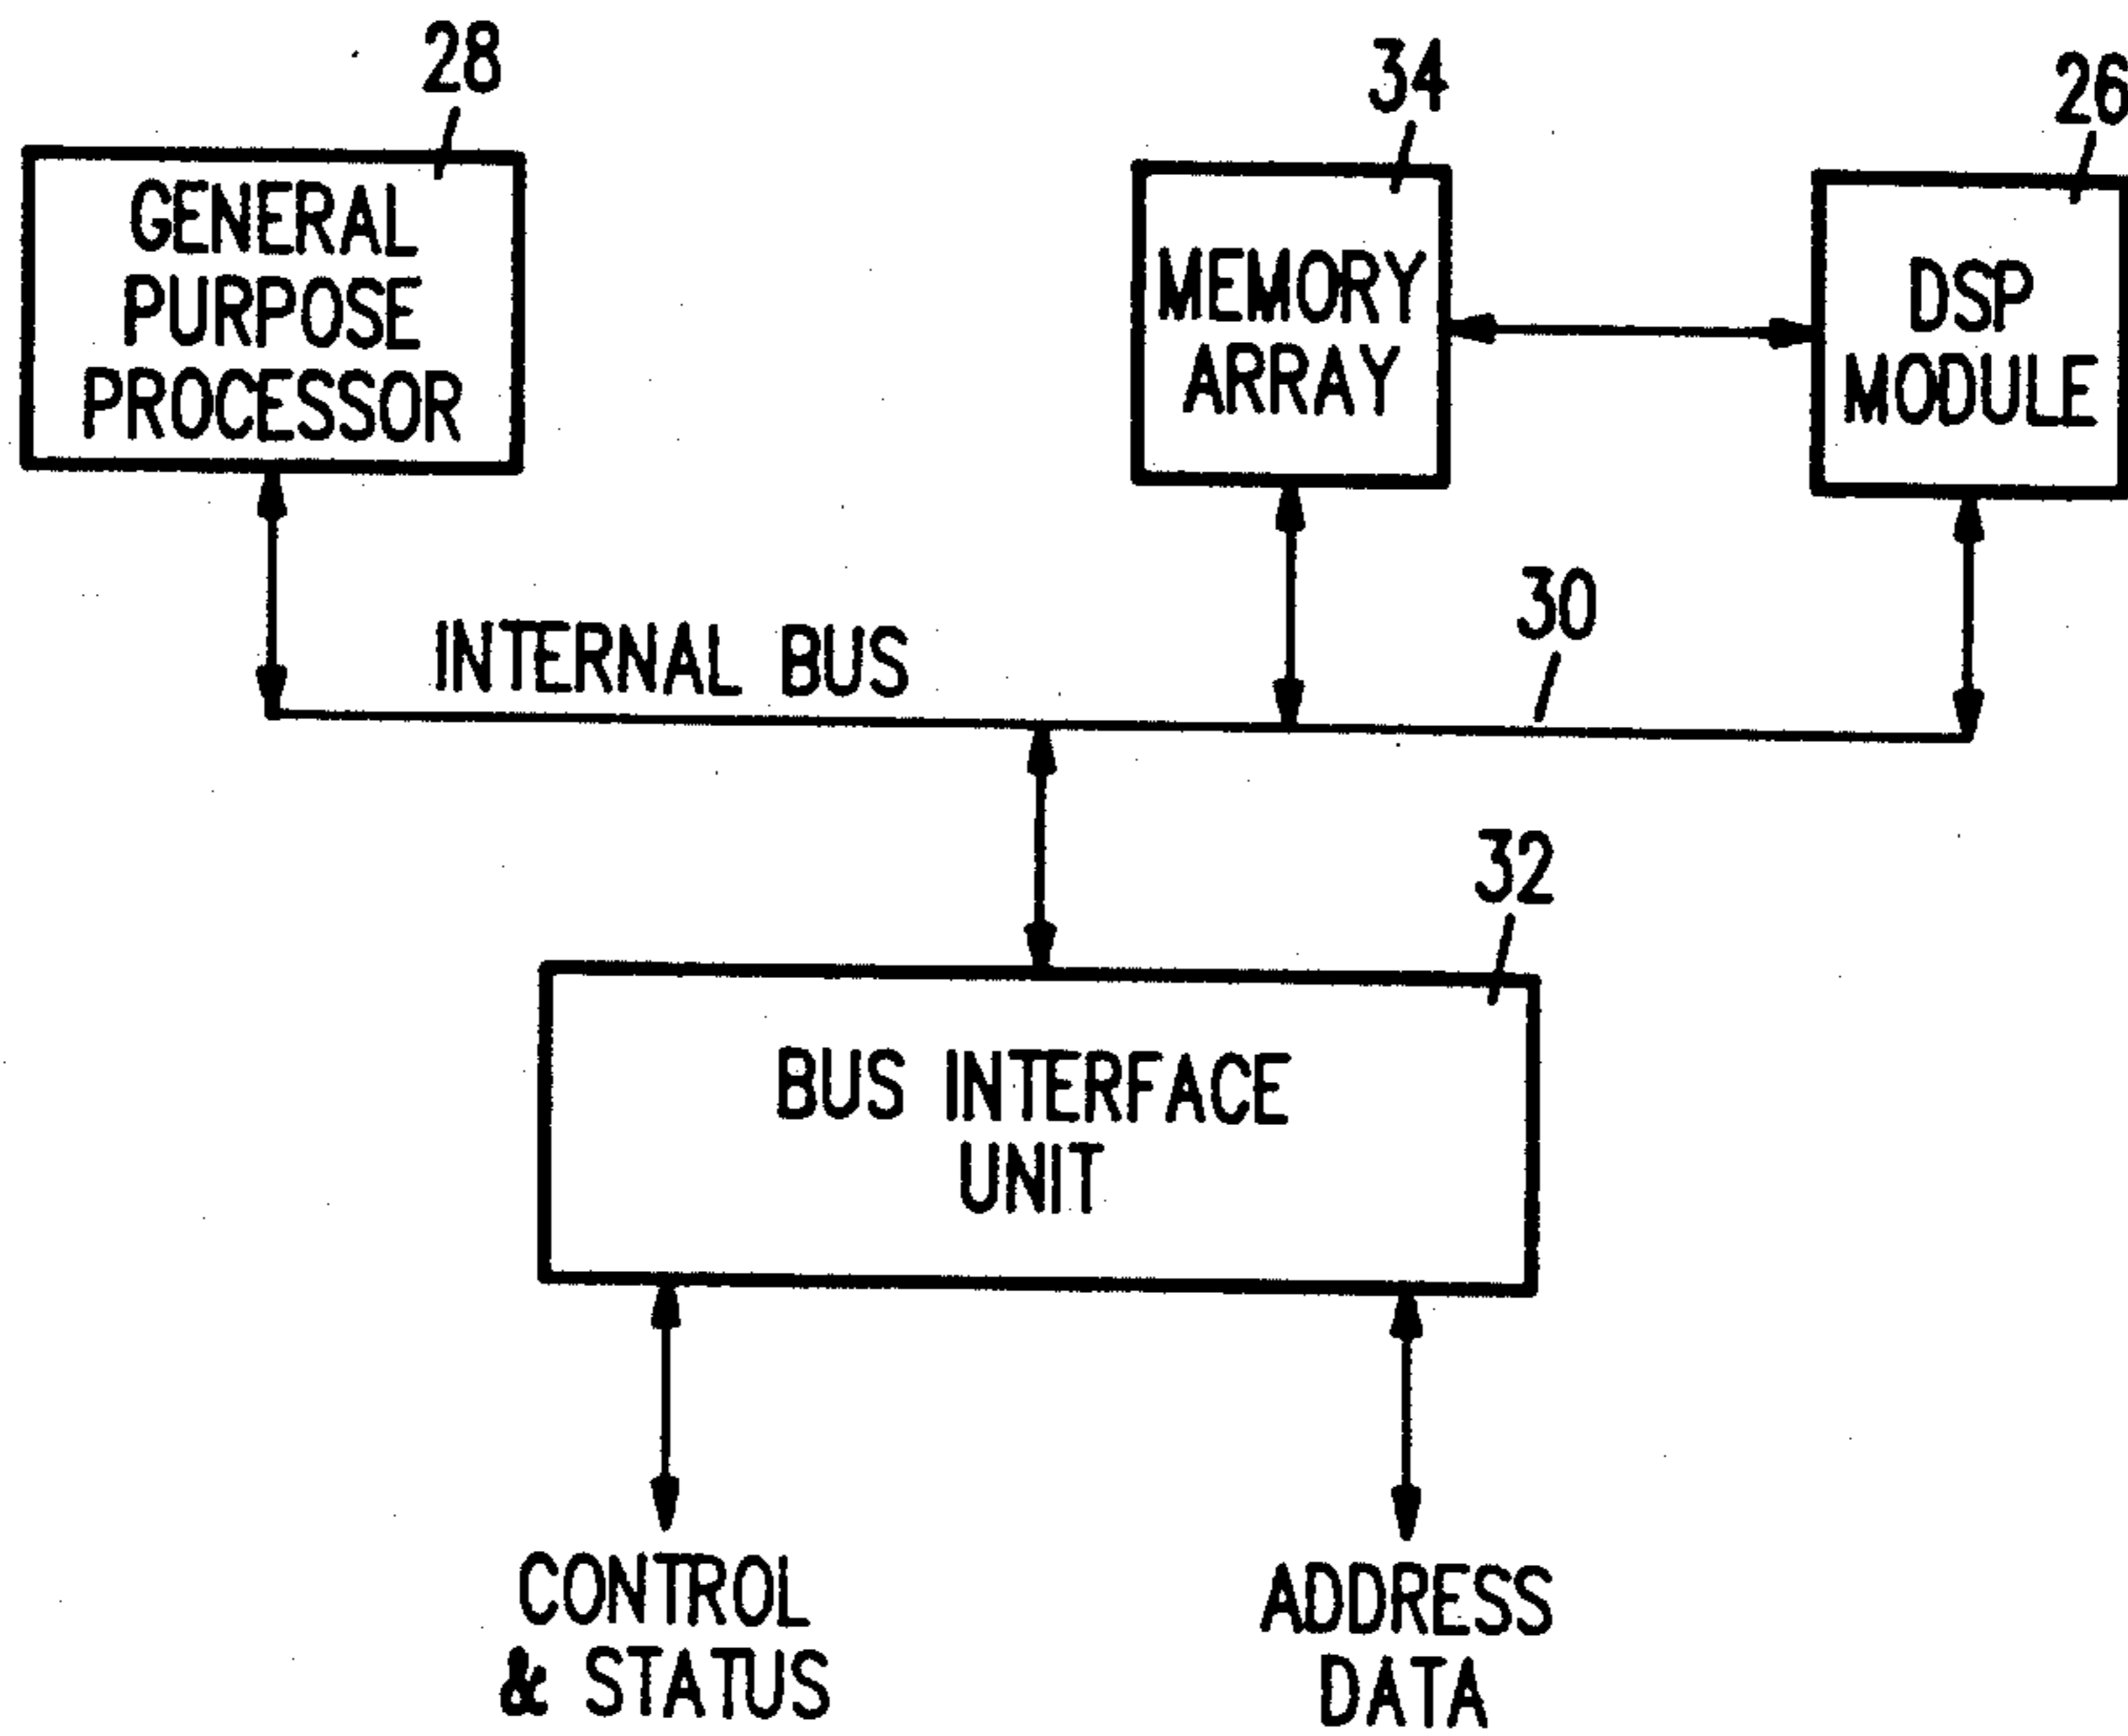 28
34
26
GENERAL
PURPOSE
PROCESSOR
MEMORY
ARRAY
DSP
MODULE
INTERNAL BUS
30
32
BUS INTERFACE
UNIT
CONTROL
& STATUS
ADDRESS
DATA